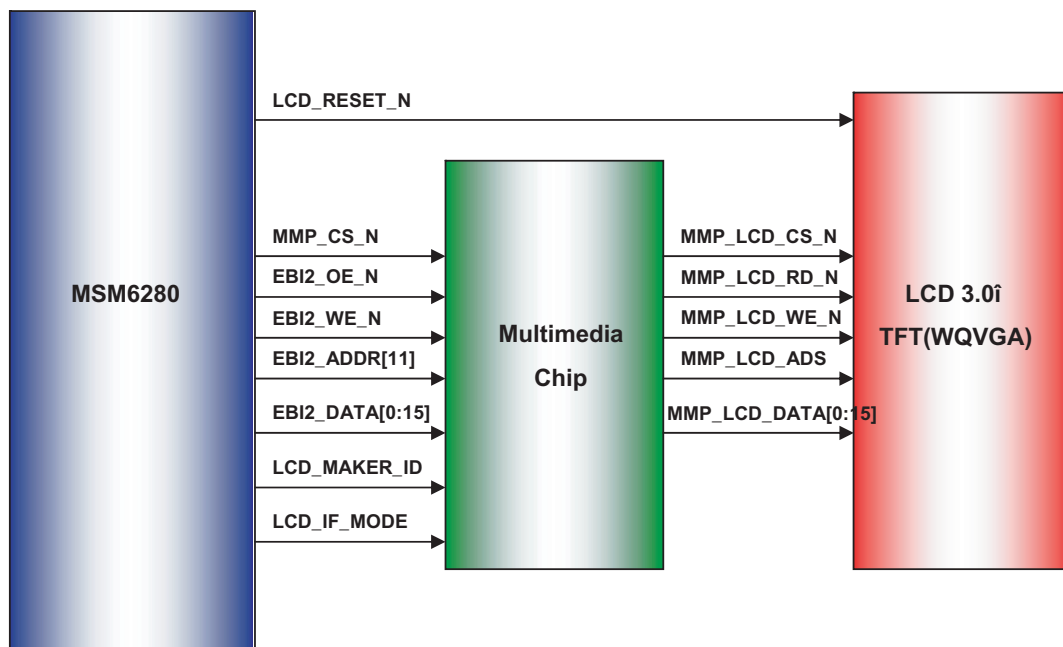 LCD_RESET_N
MMP_CS_N
EBI2_OE_N
EBI2_WE_N
EBI2_ADDR[11]
EBI2_DATA[0:15]
LCD_MAKER_ID
LCD_IF_MODE
MSM6280
Multimedia
Chip
MMP_LCD_CS_N
MMP_LCD_RD_N
MMP_LCD_WE_N
MMP_LCD_ADS
MMP_LCD_DATA[0:15]
LCD 3.0î
TFT(WQVGA)